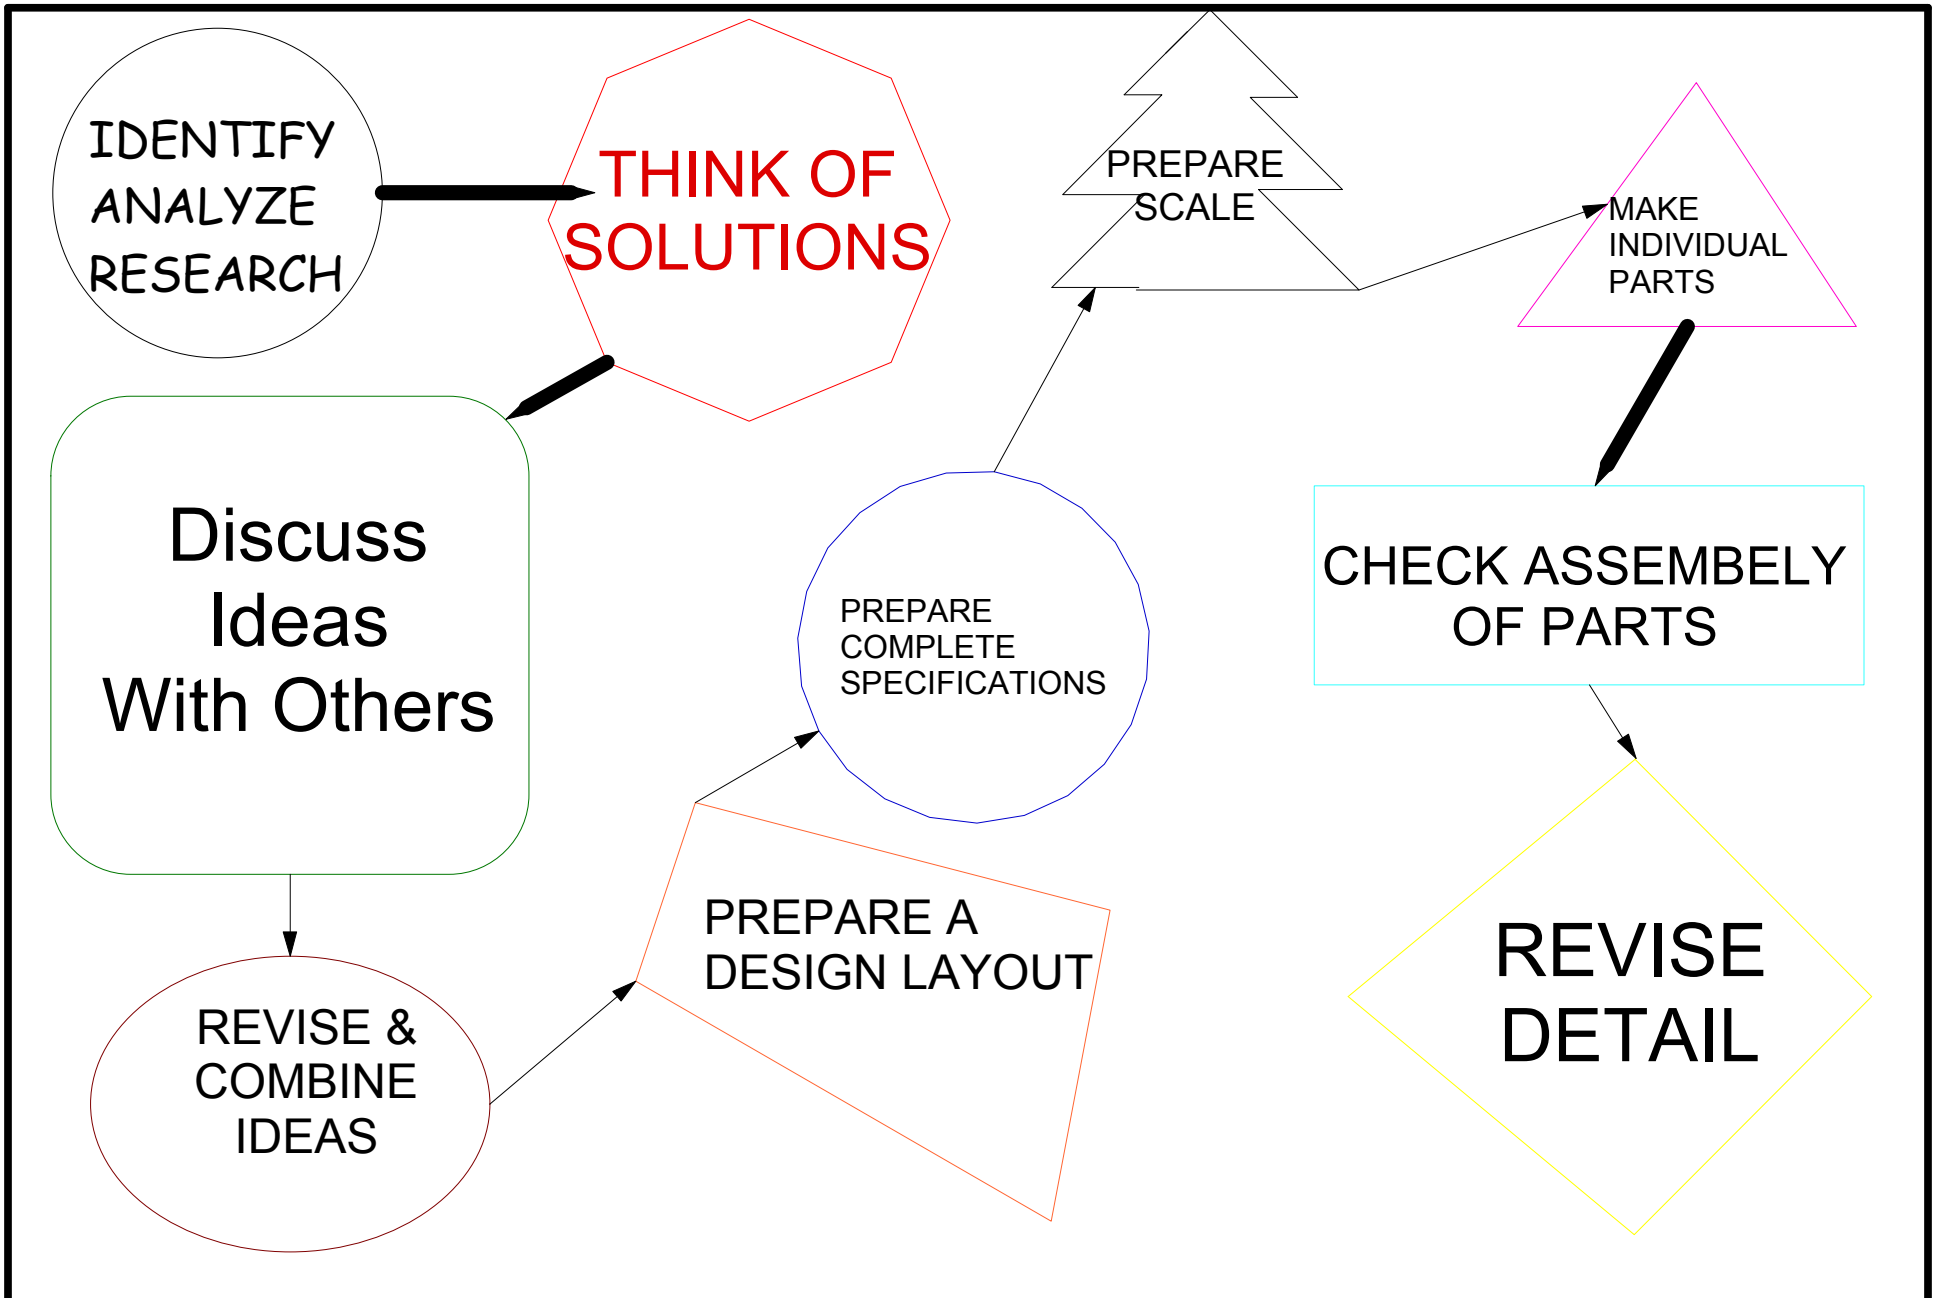 IDENTIFY
ANALYZE
RESEARCH
THINK OF
SOLUTIONS
Discuss
Ideas
With Others
REVISE &
COMBINE
IDEAS
PREPARE A
DESIGN LAYOUT
PREPARE
COMPLETE
SPECIFICATIONS
PREPARE
SCALE
MAKE
INDIVIDUAL
PARTS
CHECK ASSEMBELY
OF PARTS
REVISE
DETAIL